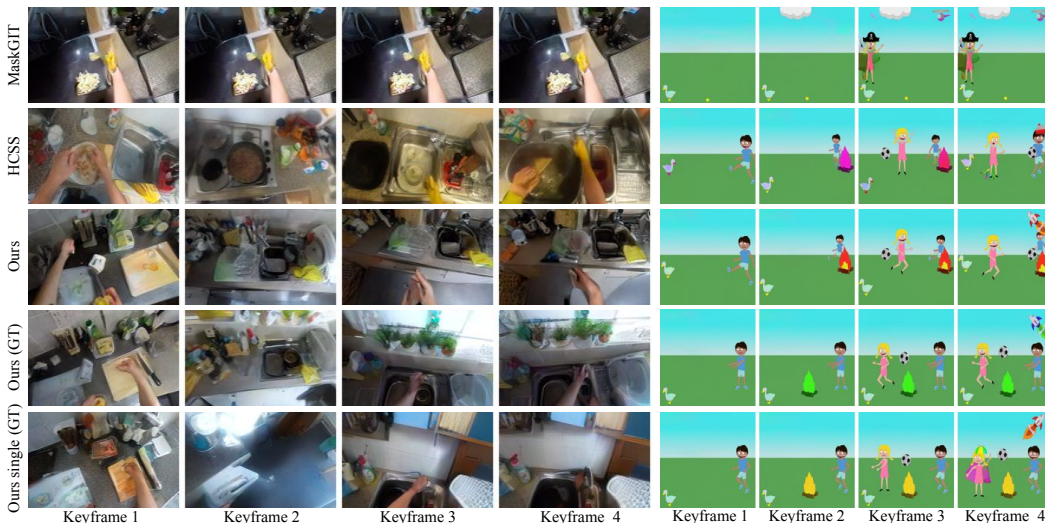 MaskGIT
HCSS
Ours
Ours (GT)
Ours single (GT)
Keyframe 1 Keyframe 2 Keyframe 3 Keyframe 4 Keyframe 1 Keyframe 2 Keyframe 3 Keyframe 4